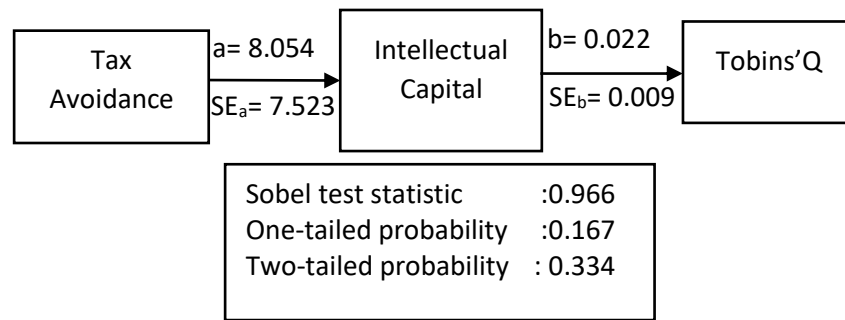 Tax
Avoidance
a= 8.054
SEa= 7.523
Intellectual
Capital
b= 0.022
SEb= 0.009
Tobins’Q
Sobel test statistic :0.966
One-tailed probability :0.167
Two-tailed probability : 0.334